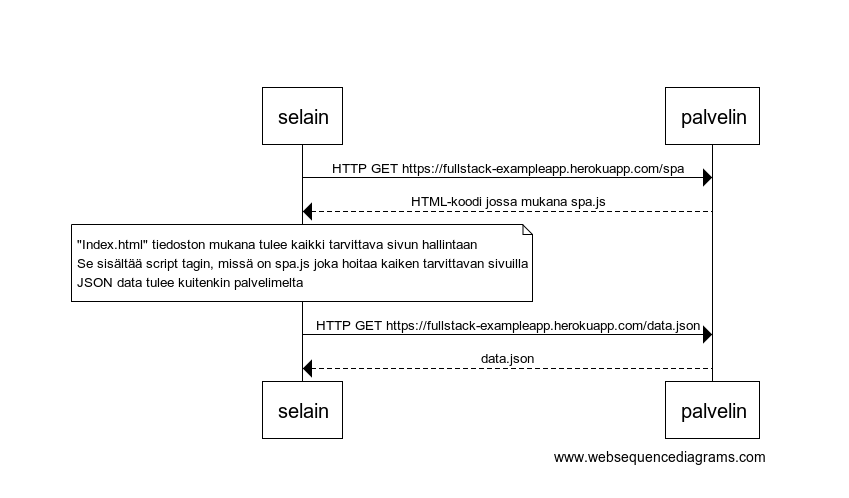 selain palvelin
HTTP GET https://fullstack-exampleapp.herokuapp.com/spa
HTML-koodi jossa mukana spa.js
"Index.html" tiedoston mukana tulee kaikki tarvittava sivun hallintaan
Se sisältää script tagin, missä on spa.js joka hoitaa kaiken tarvittavan sivuilla
JSON data tulee kuitenkin palvelimelta
HTTP GET https://fullstack-exampleapp.herokuapp.com/data.json
data.json
selain palvelin
www.websequencediagrams.com